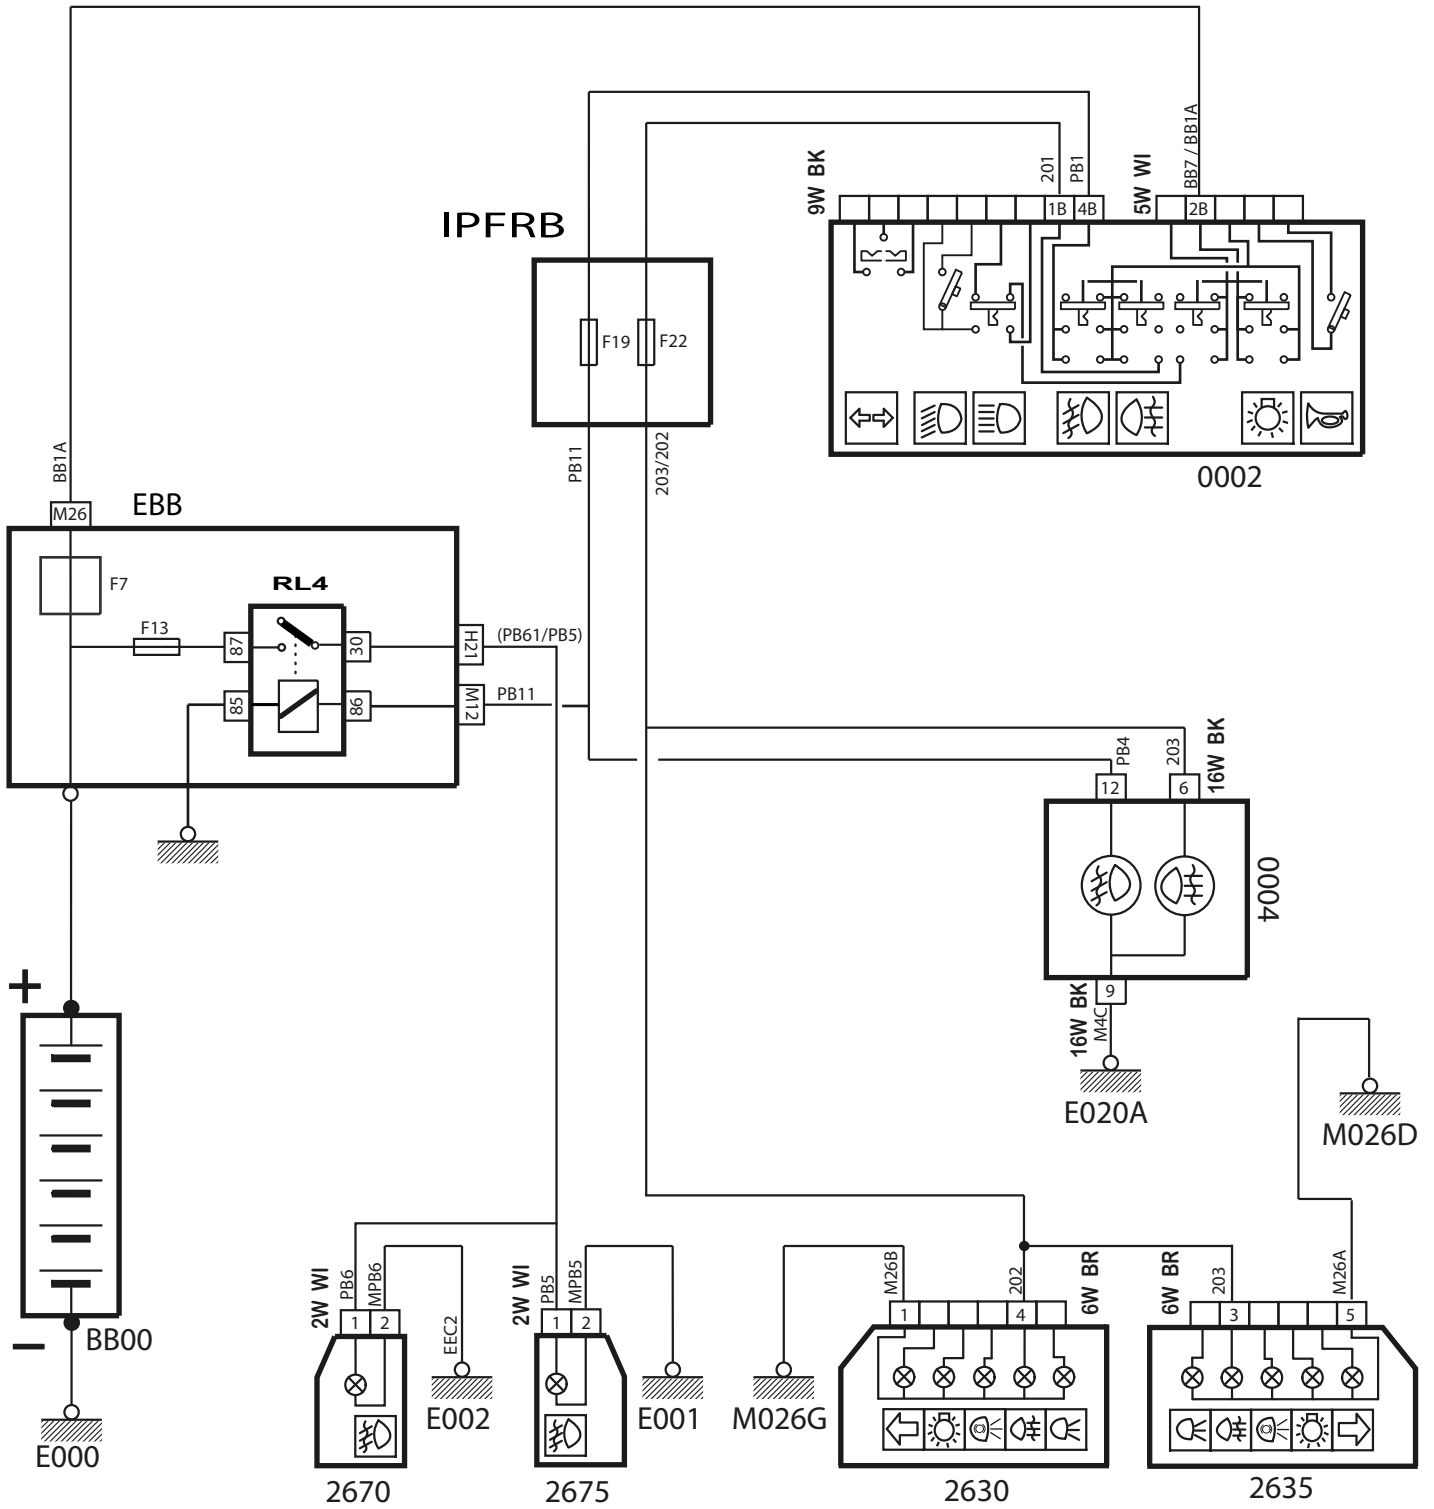 9W BK
201
PB1
5W WI
BB7 / BB1A
1B
4B
2B
IPFRB
F19
F22
0002
BB1A
PB11
203/202
M26
EBB
F7
RL4
F13
87
30
H21
(PB61/PB5)
85
86
M12
PB11
PB4
203
16W BK
12
6
0004
+
9
16W BK
M4C
E020A
M026D
BB00
−
E000
2W WI
PB6
MPB6
EEC2
1
2
E002
2670
2W WI
PB5
MPB5
1
2
E001
2675
M026G
M26B
202
6W BR
1
4
2630
6W BR
203
M26A
3
5
2635